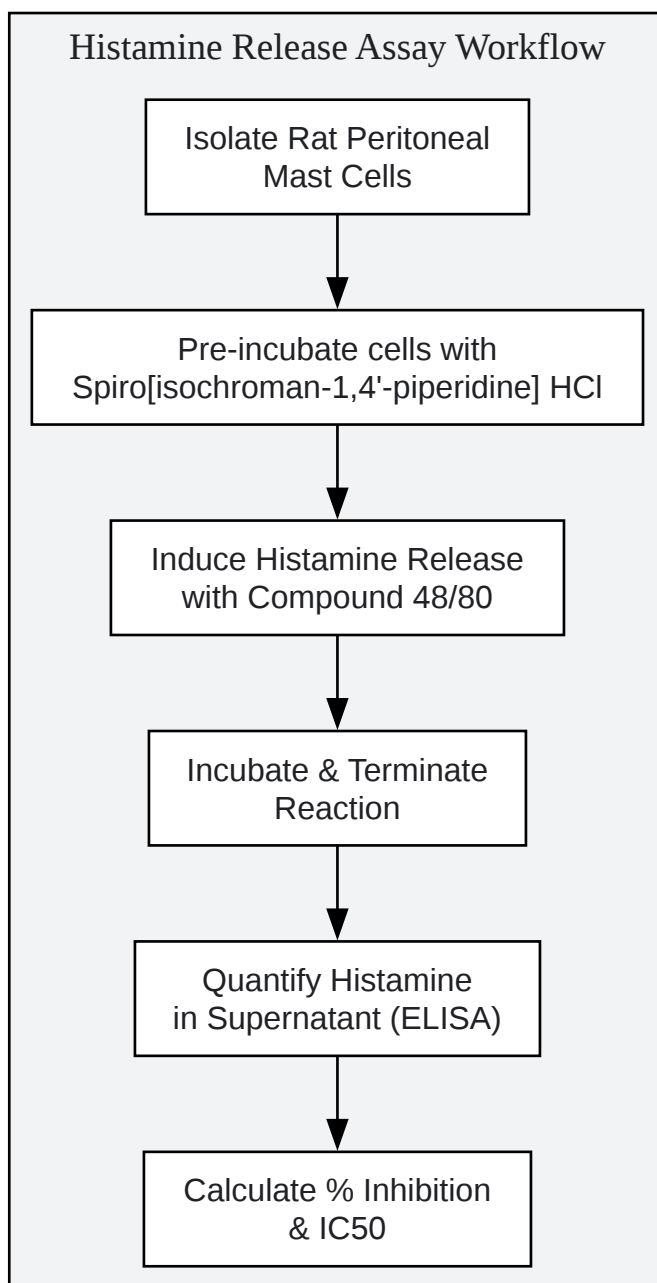 Histamine Release Assay Workflow
Isolate Rat Peritoneal
Mast Cells
Pre-incubate cells with
Spiro[isochroman-1,4'-piperidine] HCl
Induce Histamine Release
with Compound 48/80
Incubate & Terminate
Reaction
Quantify Histamine
in Supernatant (ELISA)
Calculate % Inhibition
& IC50